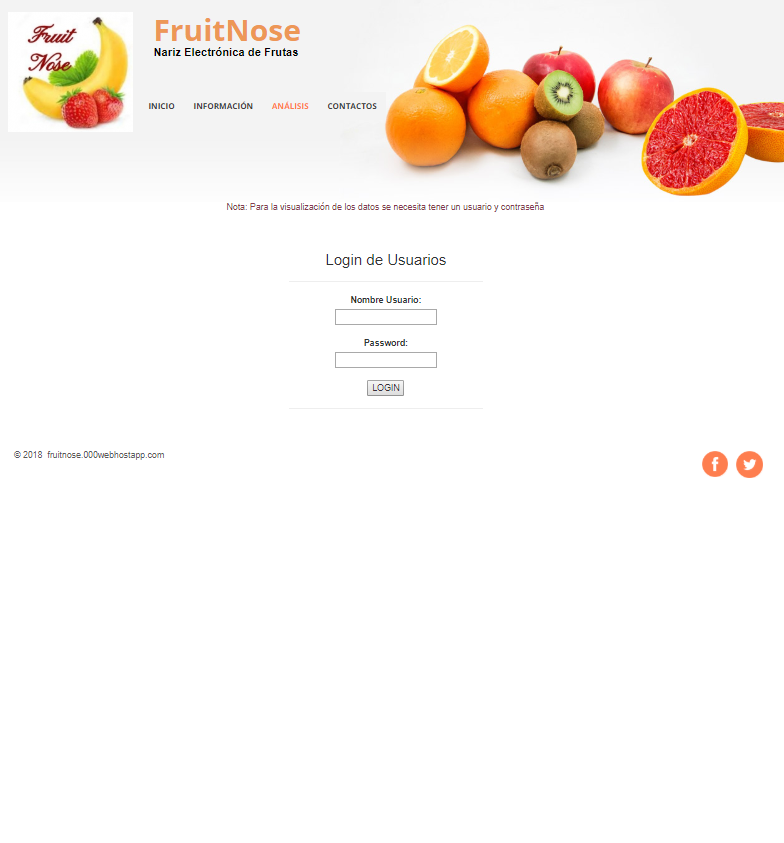 Fruit
Nose
FruitNose
Nariz Electrónica de Frutas
INICIO INFORMACIÓN ANÁLISIS CONTACTOS
Nota: Para la visualización de los datos se necesita tener un usuario y contraseña
Login de Usuarios
Nombre Usuario:
Password:
LOGIN
© 2018 fruitnose.000webhostapp.com